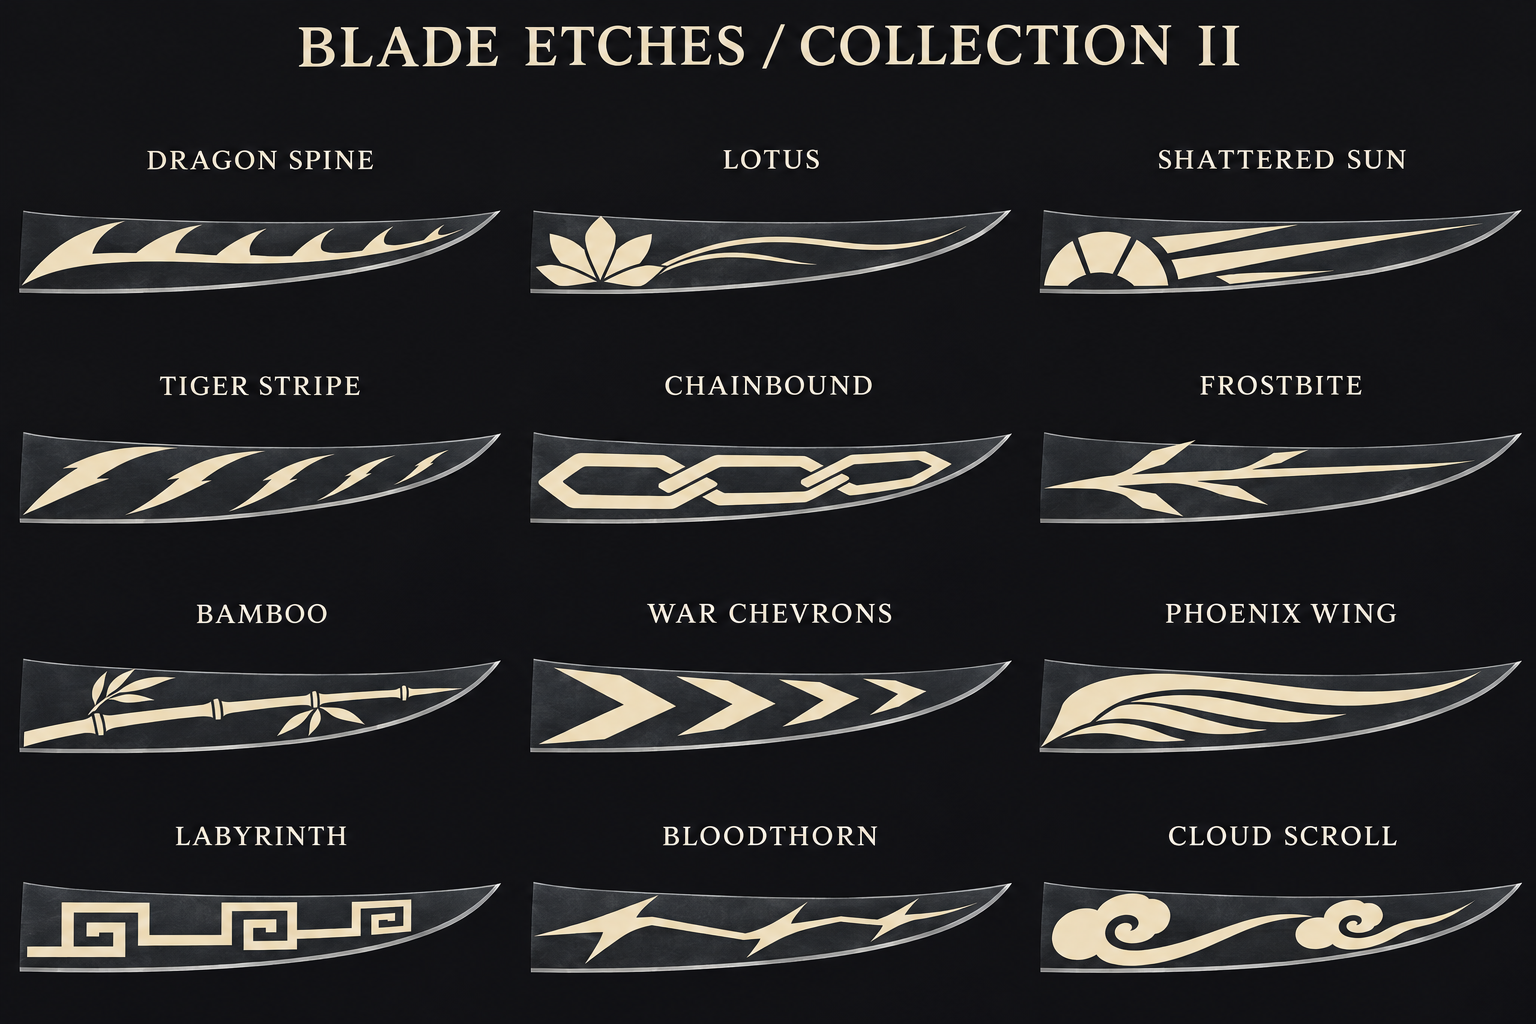 BLADE ETCHES / COLLECTION II
DRAGON SPINE
LOTUS
SHATTERED SUN
TIGER STRIPE
CHAINBOUND
FROSTBITE
BAMBOO
WAR CHEVRONS
PHOENIX WING
LABYRINTH
BLOODTHORN
CLOUD SCROLL